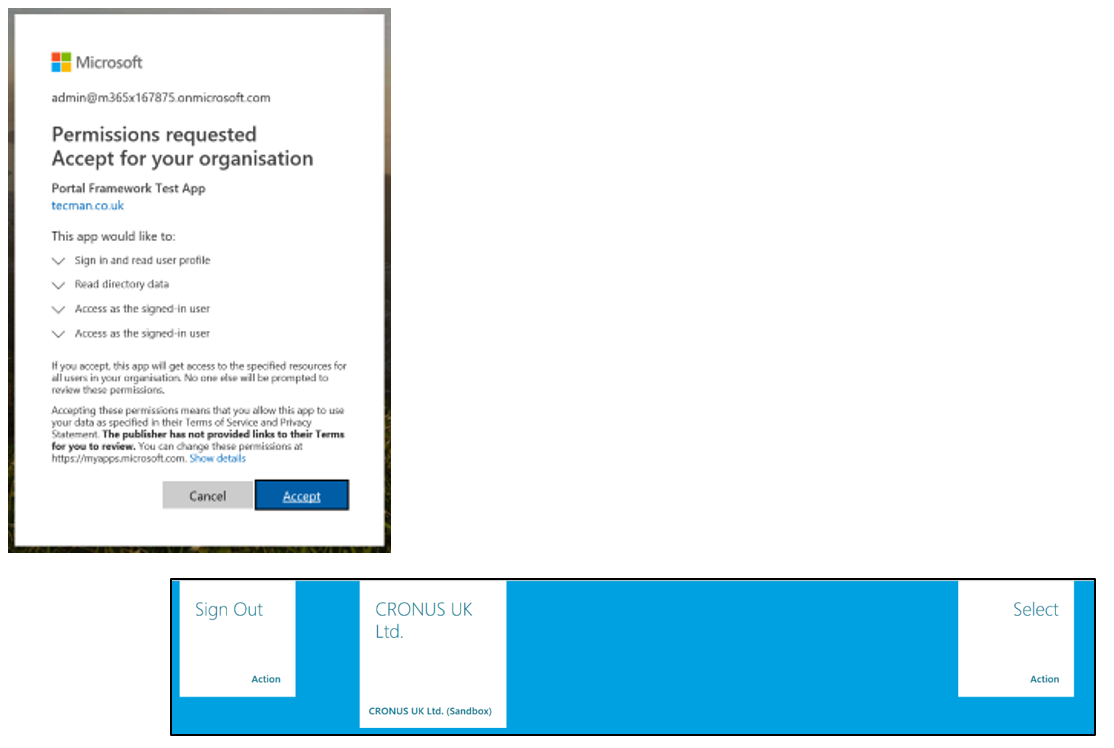 Microsoft
admin@m365x167875.onmicrosoft.com
Permissions requested
Accept for your organisation
Portal Framework Test App
tecman.co.uk
This app would like to:
Sign in and read user profile
Read directory data
Access as the signed-in user
Access as the signed-in user
If you accept, this app will get access to the specified resources for
all users in your organisation. No one else will be prompted to
review these permissions.
Accepting these permissions means that you allow this app to use
your data as specified in their Terms of Service and Privacy
Statement. The publisher has not provided links to their Terms
for you to review. You can change these permissions at
https://myapps.microsoft.com. Show details
Cancel
Accept
Sign Out
Action
CRONUS UK
Ltd.
CRONUS UK Ltd. (Sandbox)
Select
Action